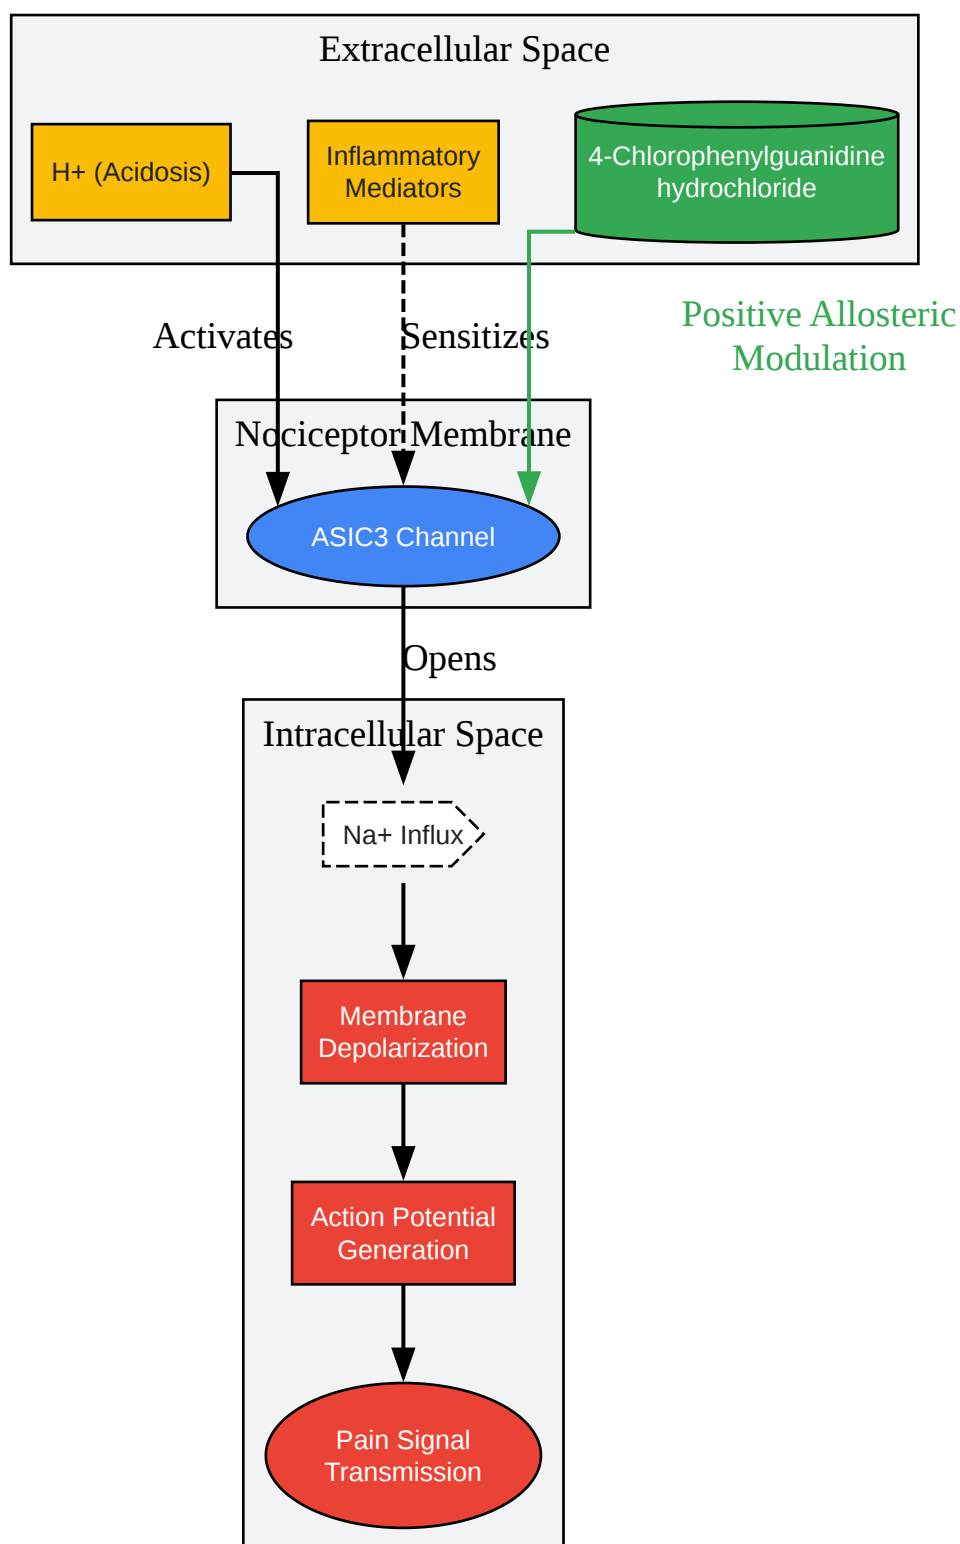 Extracellular Space
H+ (Acidosis)
Inflammatory
Mediators
4-Chlorophenylguanidine
hydrochloride
Activates
Sensitizes
Positive Allosteric
Modulation
Nociceptor Membrane
ASIC3 Channel
Opens
Intracellular Space
Na+ Influx
Membrane
Depolarization
Action Potential
Generation
Pain Signal
Transmission